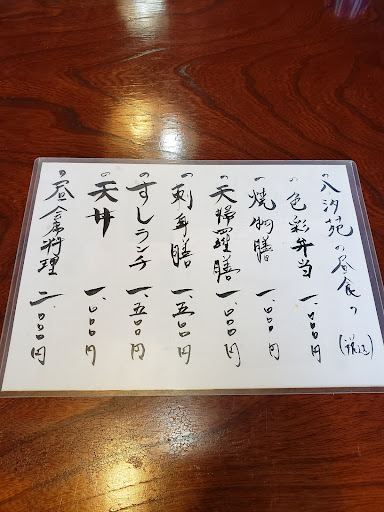 八汐苑の昼食
(税込)
色彩弁当 一、〇〇〇円
焼物膳 一、〇〇〇円
天婦羅膳 一、〇〇〇円
刺身膳 一、五〇〇円
すしランチ 一、五〇〇円
天丼 一、〇〇〇円
昼会席料理 二、〇〇〇円